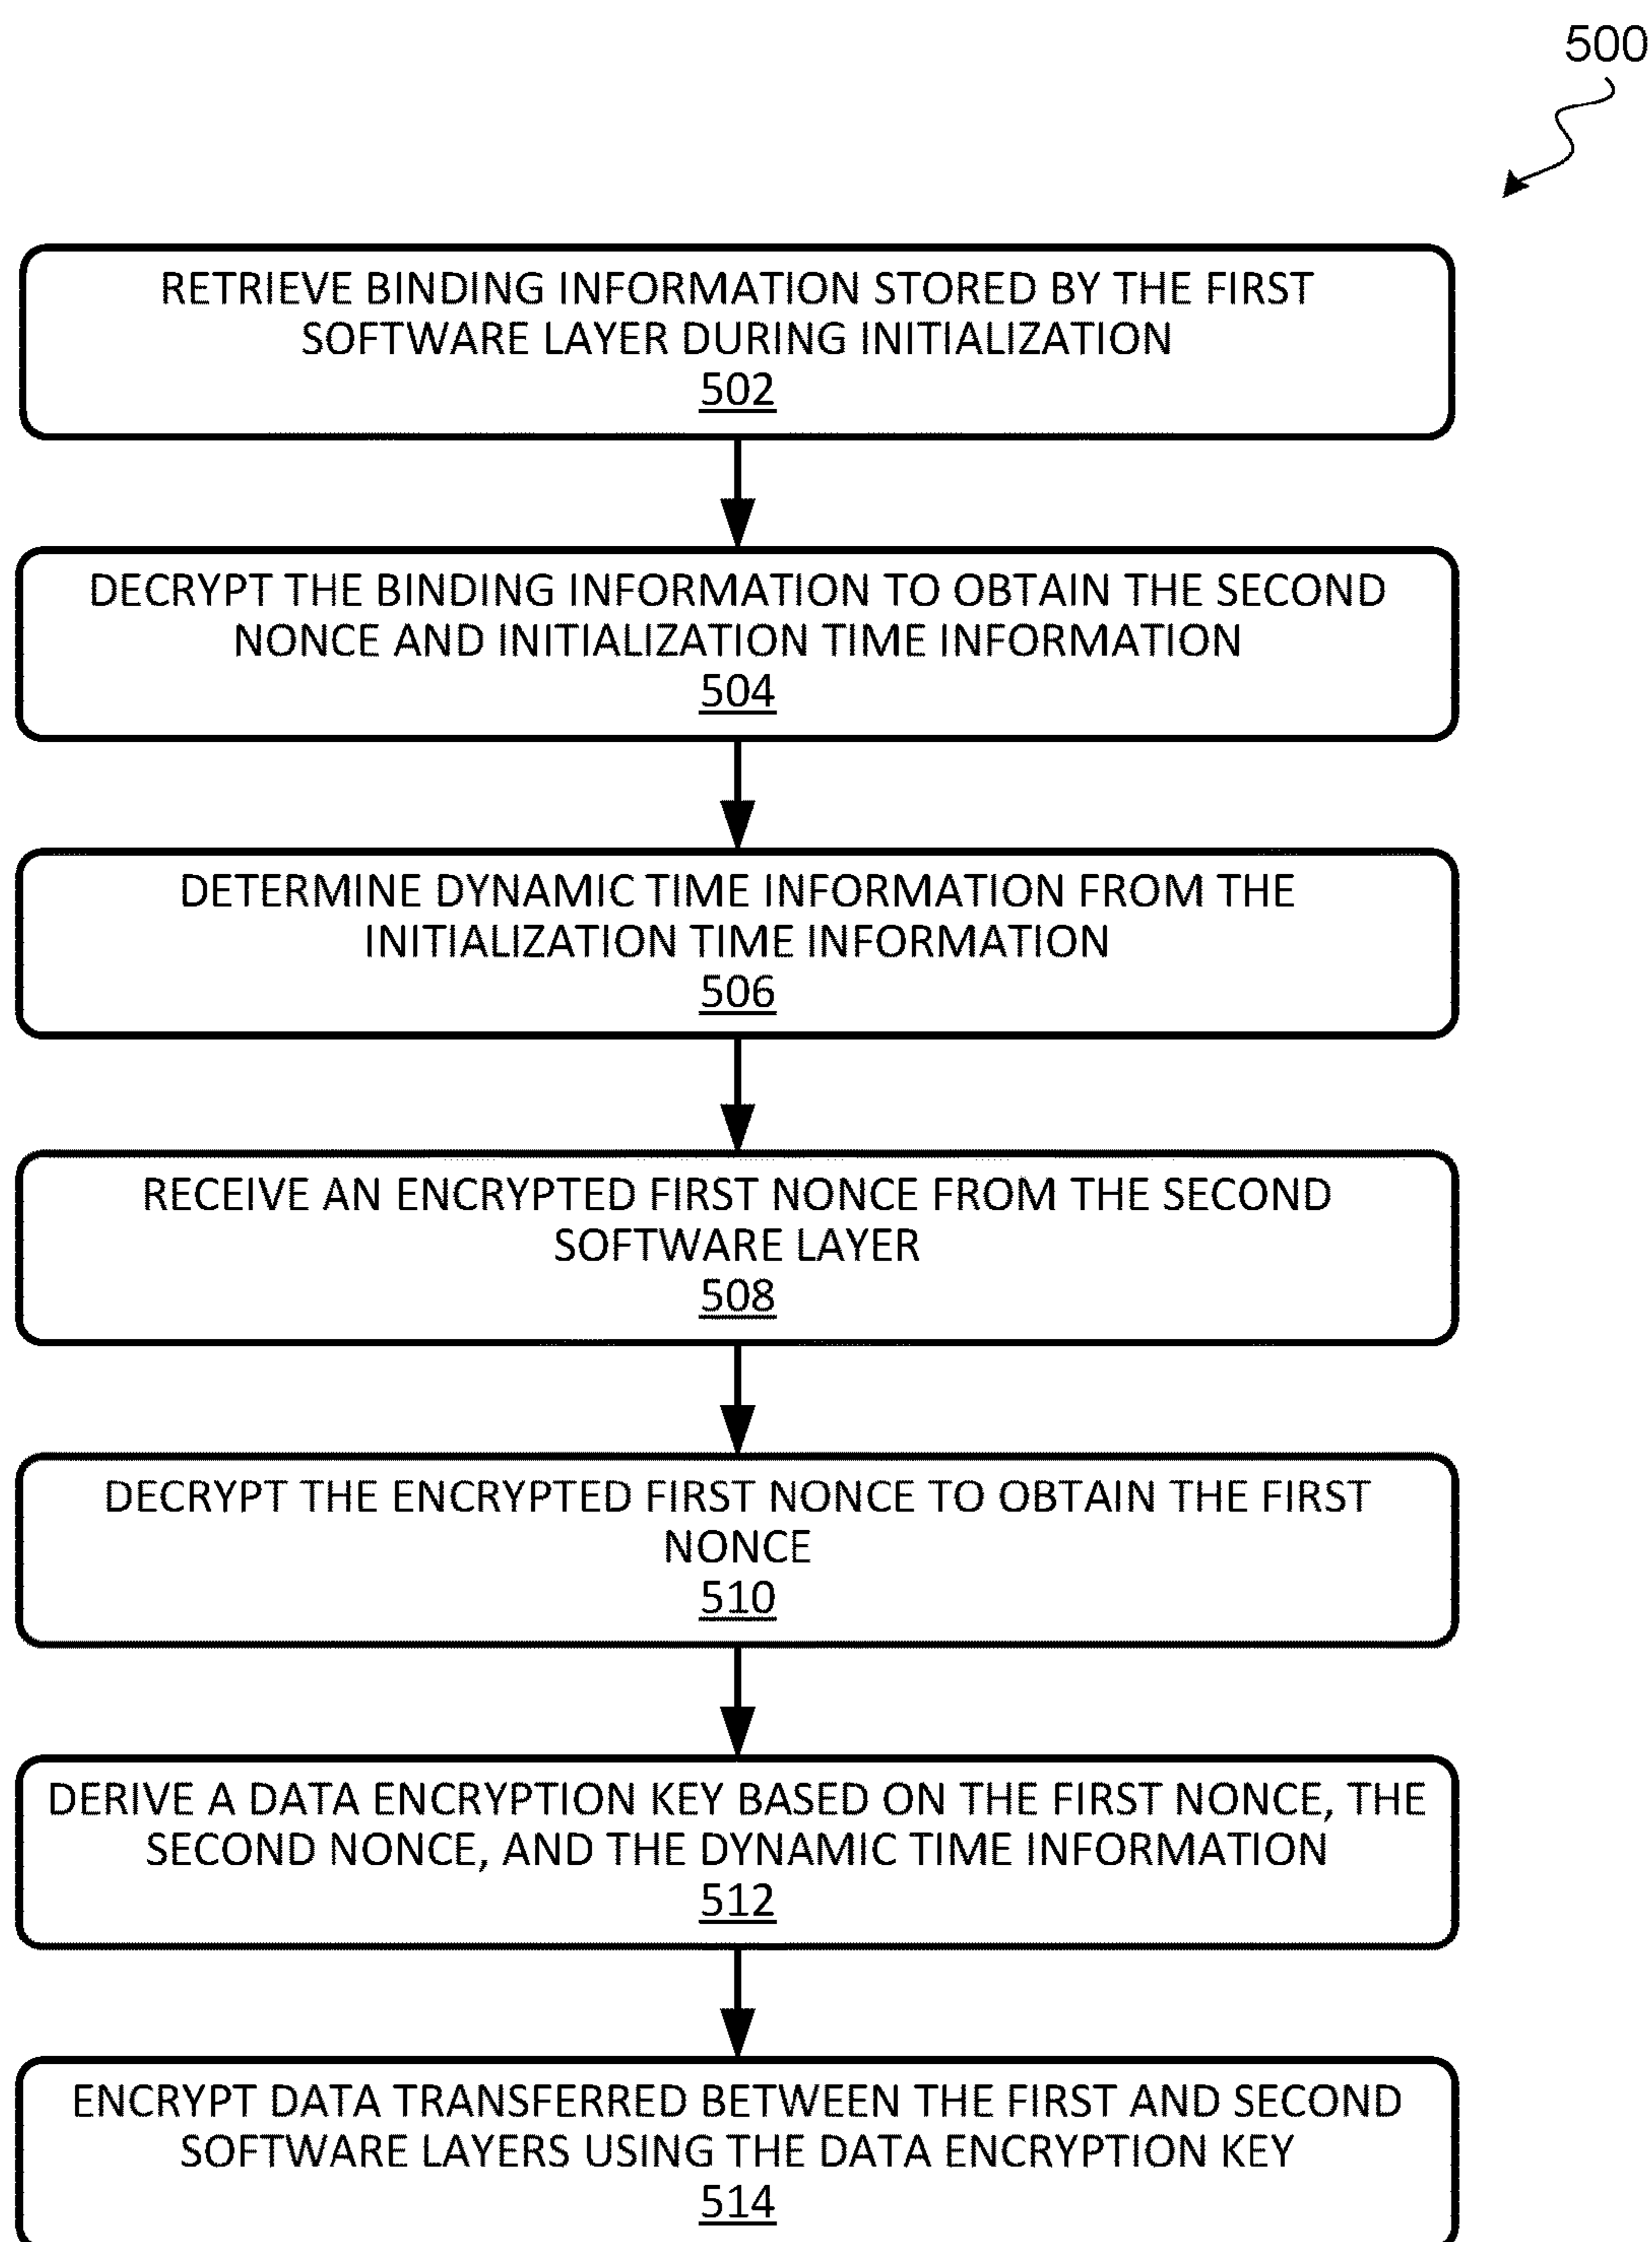 500
RETRIEVE BINDING INFORMATION STORED BY THE FIRST
SOFTWARE LAYER DURING INITIALIZATION
502
DECRYPT THE BINDING INFORMATION TO OBTAIN THE SECOND
NONCE AND INITIALIZATION TIME INFORMATION
504
DETERMINE DYNAMIC TIME INFORMATION FROM THE
INITIALIZATION TIME INFORMATION
506
RECEIVE AN ENCRYPTED FIRST NONCE FROM THE SECOND
SOFTWARE LAYER
508
DECRYPT THE ENCRYPTED FIRST NONCE TO OBTAIN THE FIRST
NONCE
510
DERIVE A DATA ENCRYPTION KEY BASED ON THE FIRST NONCE, THE
SECOND NONCE, AND THE DYNAMIC TIME INFORMATION
512
ENCRYPT DATA TRANSFERRED BETWEEN THE FIRST AND SECOND
SOFTWARE LAYERS USING THE DATA ENCRYPTION KEY
514